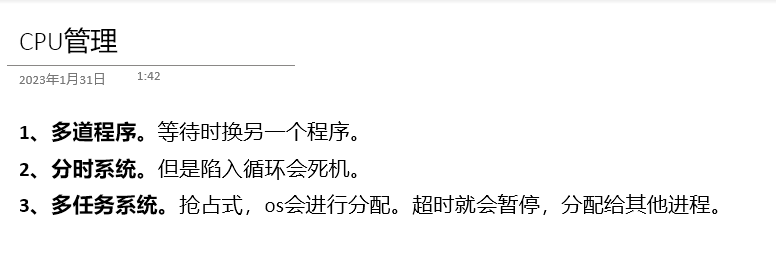 CPU管理
2023年1月31日 1:42
1、多道程序。等待时换另一个程序。
2、分时系统。但是陷入循环会死机。
3、多任务系统。抢占式，os会进行分配。超时就会暂停，分配给其他进程。